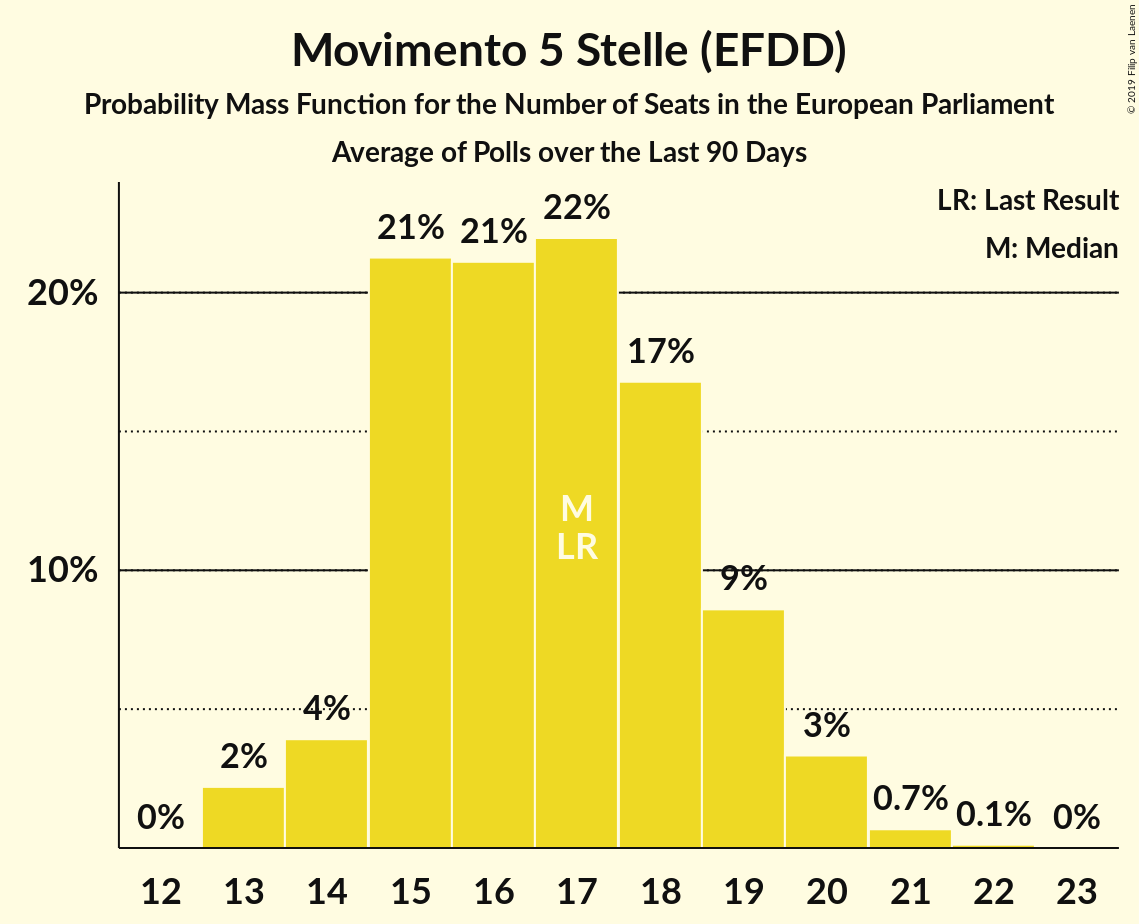 Movimento 5 Stelle (EFDD)
Probability Mass Function for the Number of Seats in the European Parliament
Average of Polls over the Last 90 Days
© 2019 Filip van Laenen
LR: Last Result
M: Median
20%
10%
0%
2%
4%
21%
21%
22%
17%
9%
3%
0.7%
0.1%
0%
M
LR
12 13 14 15 16 17 18 19 20 21 22 23